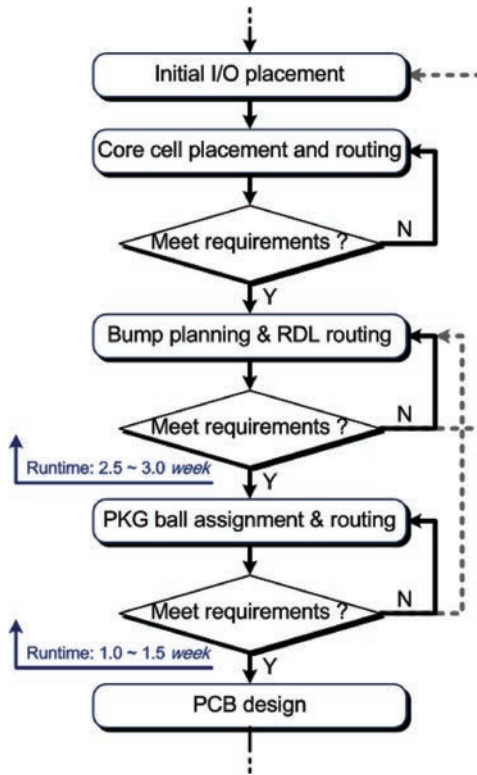 Initial I/O placement
Core cell placement and routing
Meet requirements ?
N
Y
Bump planning & RDL routing
Meet requirements ?
N
Runtime: 2.5 ~ 3.0 week
Y
PKG ball assignment & routing
Meet requirements ?
N
Runtime: 1.0 ~ 1.5 week
Y
PCB design